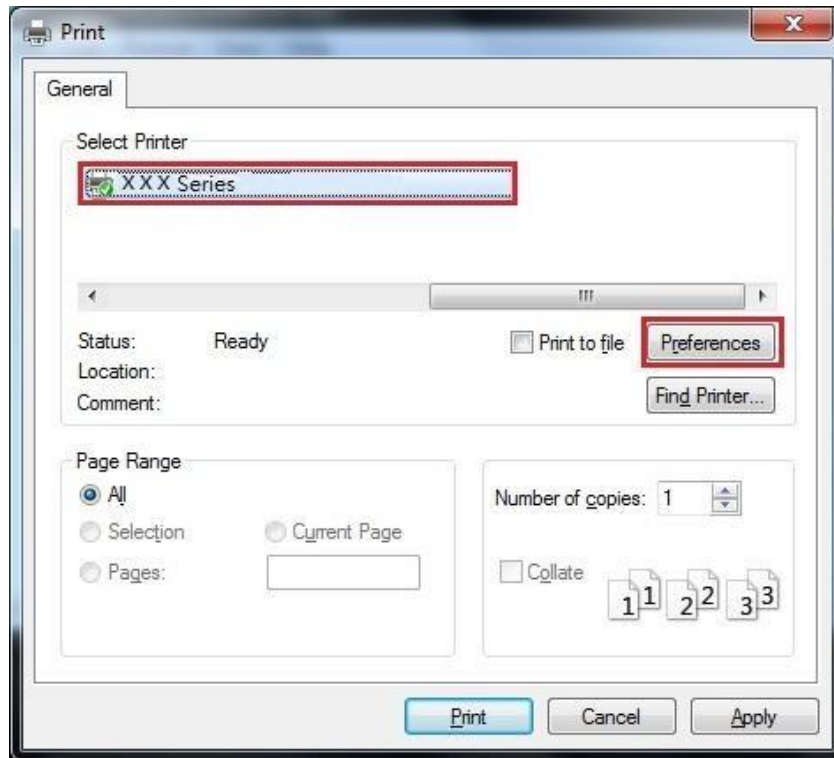 Print
General
Select Printer
XXX Series
Status: Ready Print to file Preferences
Location:
Comment: Find Printer...
Page Range
All Number of copies: 1
Selection Current Page
Pages: Collate
1 1 2 2 3 3
Print Cancel Apply